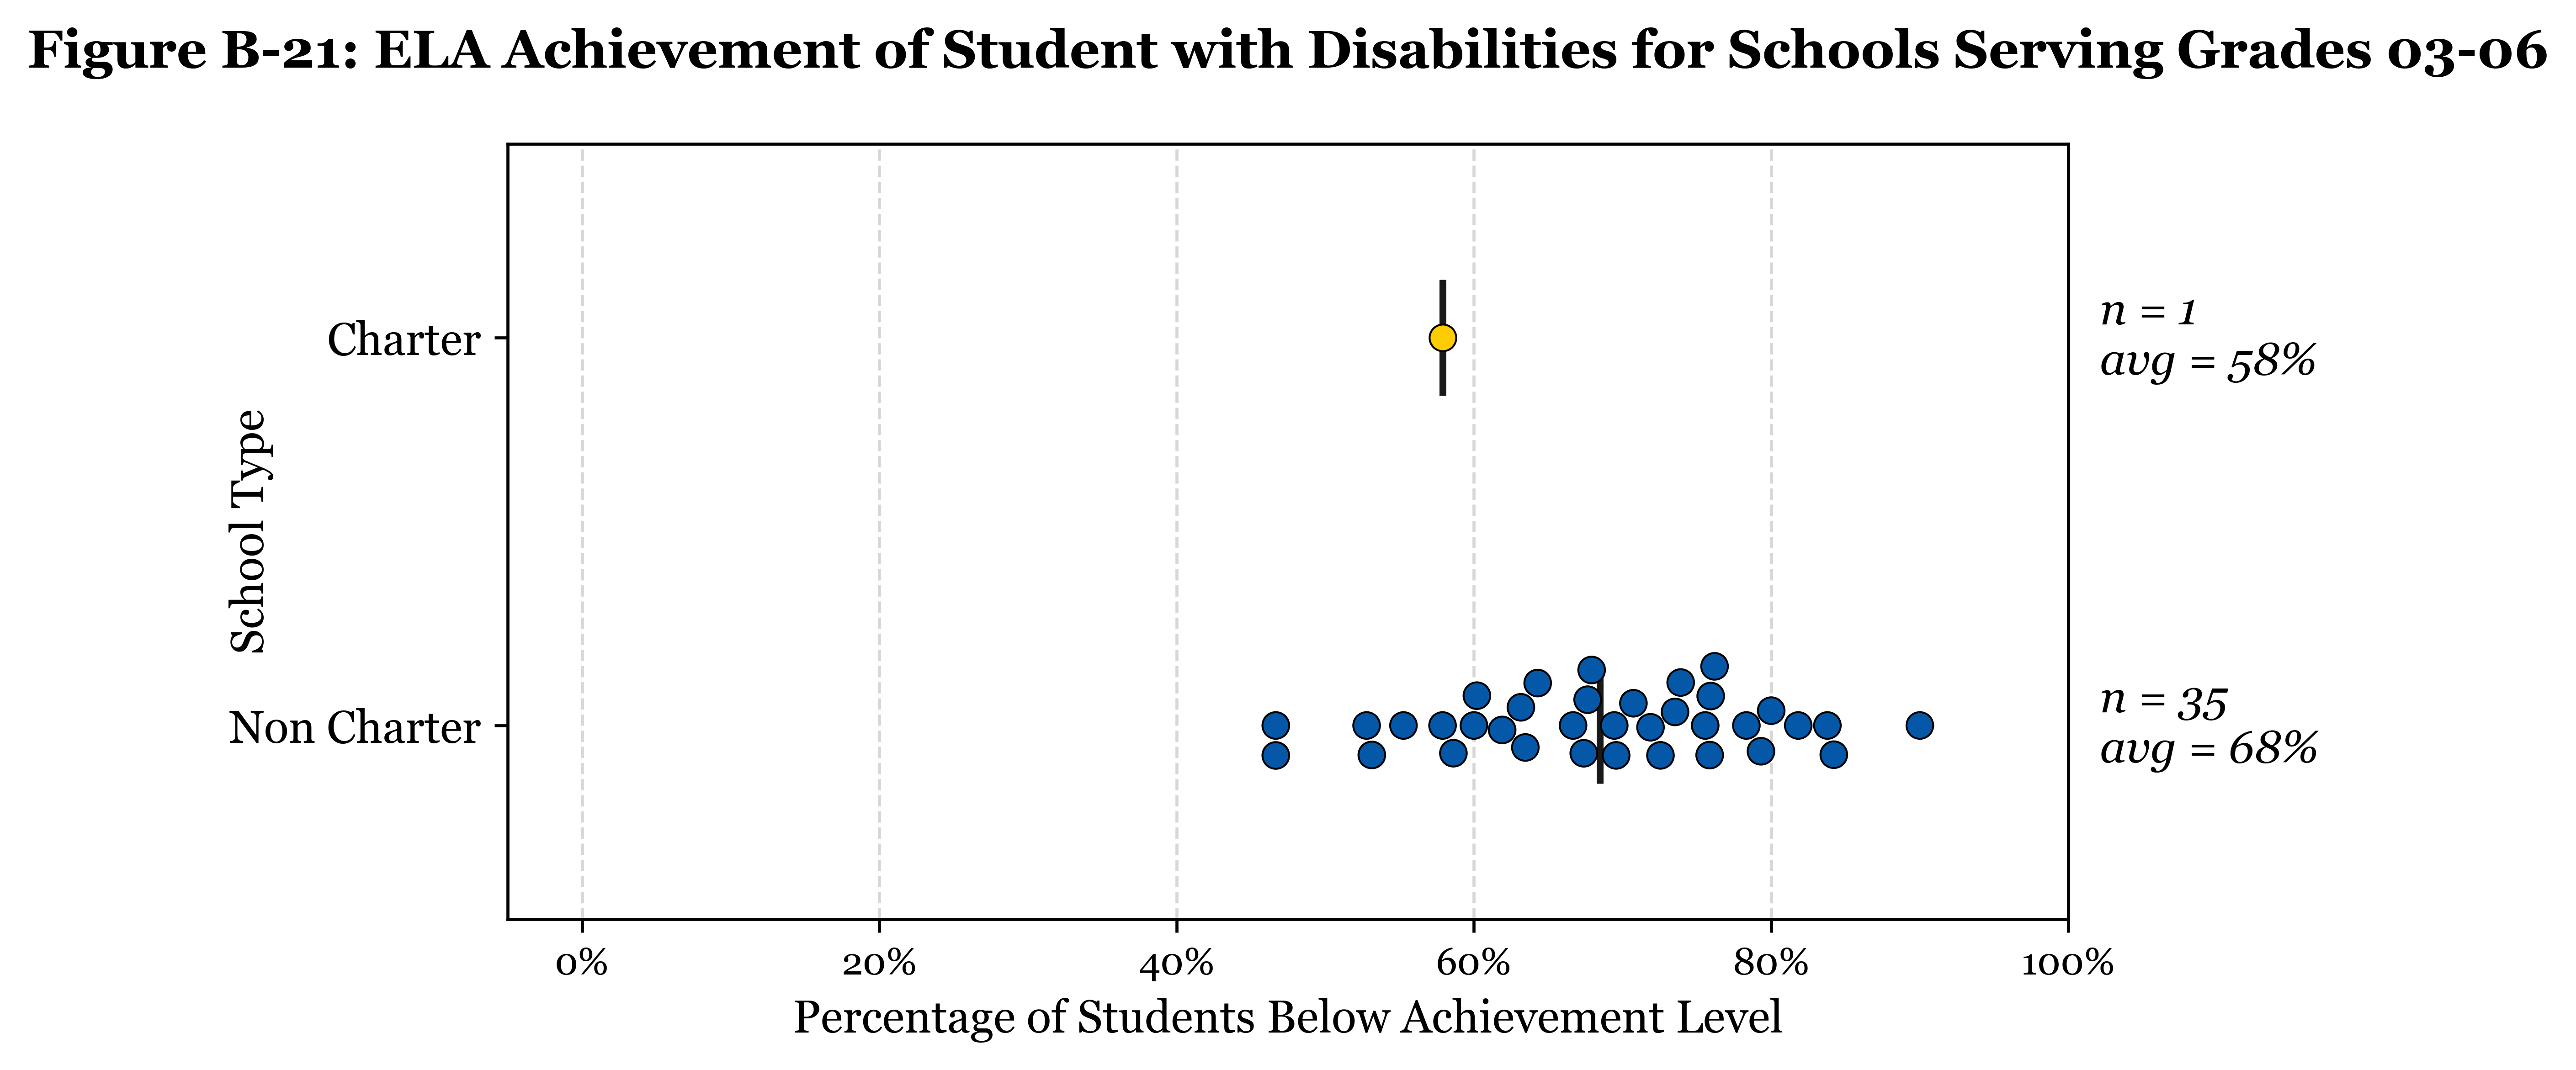 Figure B-21: ELA Achievement of Student with Disabilities for Schools Serving Grades 03-06
Charter
n = 1
avg = 58%
School Type
Non Charter
n = 35
avg = 68%
0% 20% 40% 60% 80% 100%
Percentage of Students Below Achievement Level